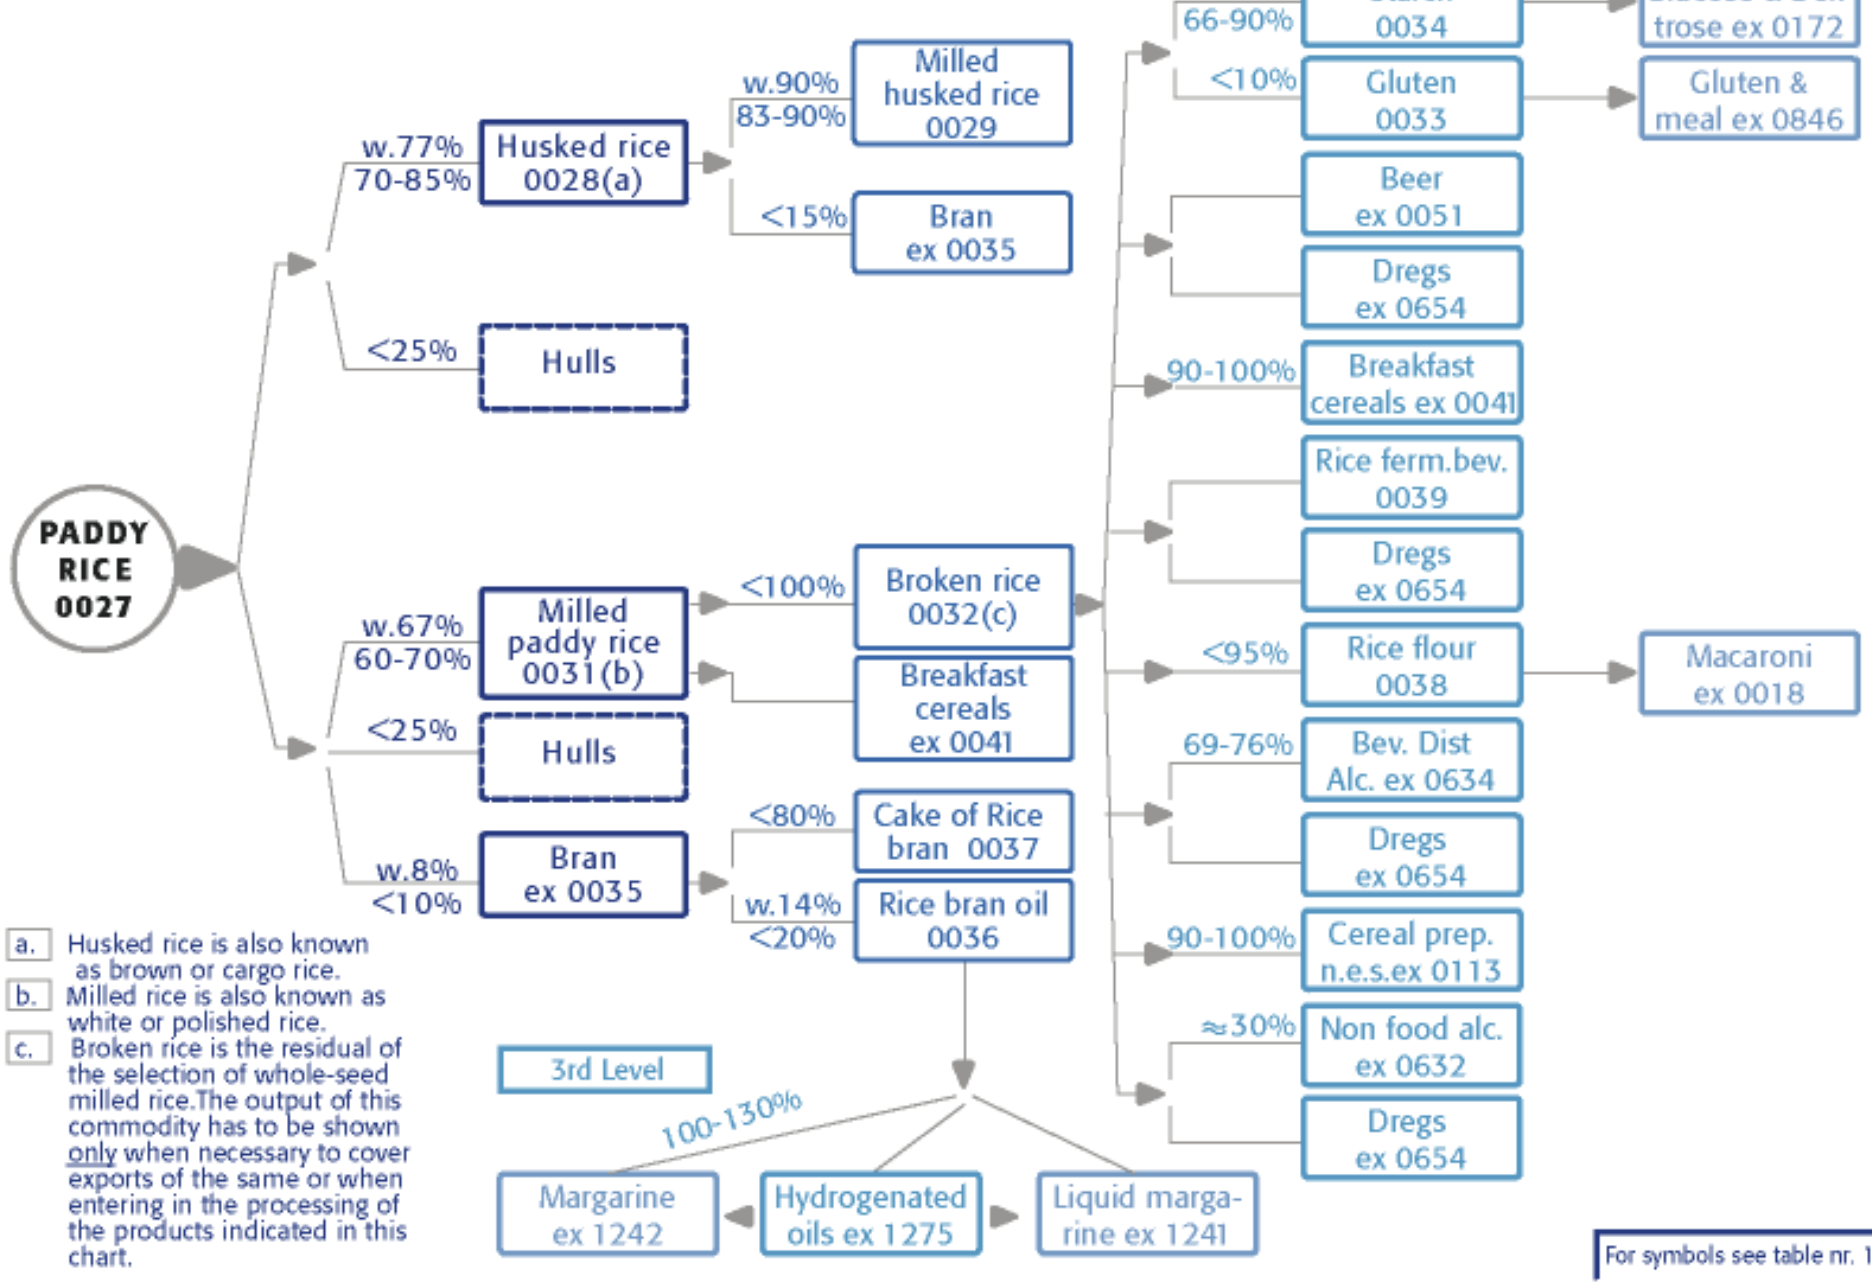 66-90%
0034
trose ex 0172
<10%
Gluten
0033
Gluten &
meal ex 0846
w.90%
83-90%
Milled
husked rice
0029
w.77%
70-85%
Husked rice
0028(a)
<15%
Bran
ex 0035
Beer
ex 0051
Dregs
ex 0654
<25%
Hulls
90-100%
Breakfast
cereals ex 0041
Rice ferm.bev.
0039
Dregs
ex 0654
PADDY
RICE
0027
w.67%
60-70%
Milled
paddy rice
0031(b)
<100%
Broken rice
0032(c)
Breakfast
cereals
ex 0041
<95%
Rice flour
0038
Macaroni
ex 0018
<25%
Hulls
69-76%
Bev. Dist
Alc. ex 0634
Dregs
ex 0654
w.8%
<10%
Bran
ex 0035
<80%
Cake of Rice
bran 0037
w.14%
<20%
Rice bran oil
0036
90-100%
Cereal prep.
n.e.s.ex 0113
≈30%
Non food alc.
ex 0632
Dregs
ex 0654
a. Husked rice is also known
as brown or cargo rice.
b. Milled rice is also known as
white or polished rice.
c. Broken rice is the residual of
the selection of whole-seed
milled rice.The output of this
commodity has to be shown
only when necessary to cover
exports of the same or when
entering in the processing of
the products indicated in this
chart.
3rd Level
100-130%
Margarine
ex 1242
Hydrogenated
oils ex 1275
Liquid marga-
rine ex 1241
For symbols see table nr. 1